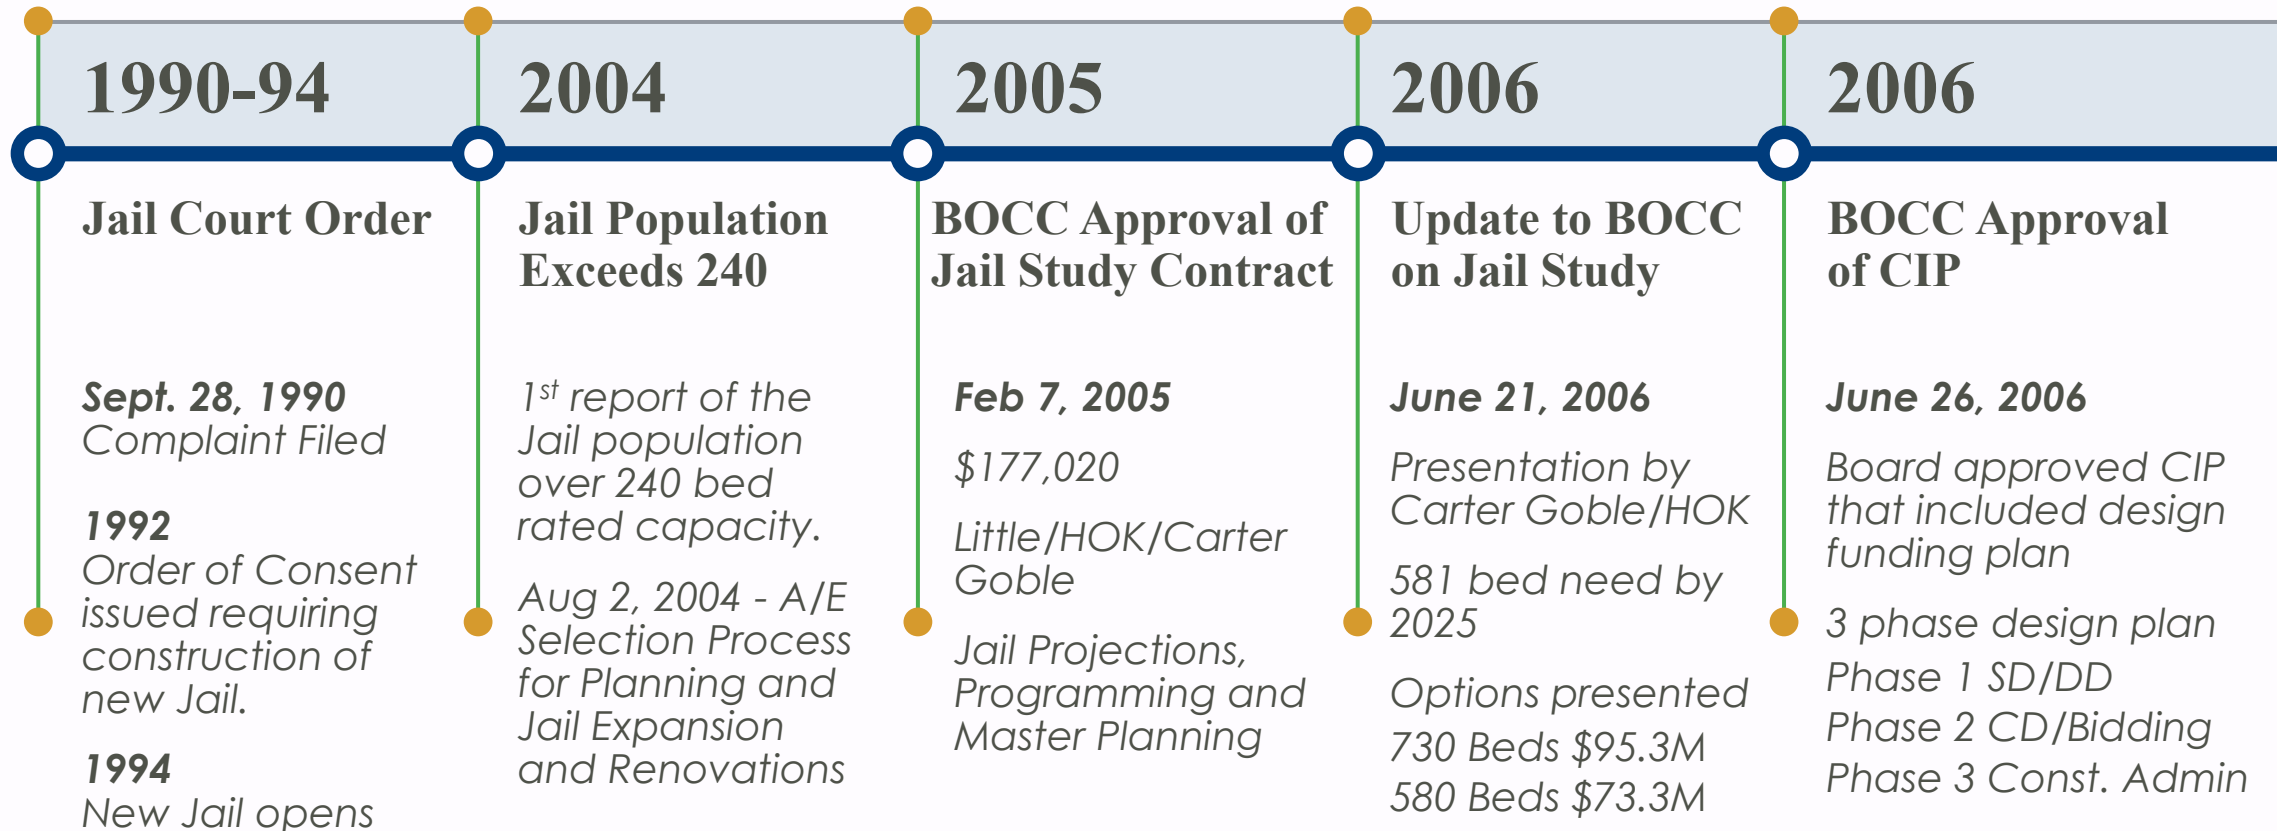 1990-94
Jail Court Order
Sept. 28, 1990
Complaint Filed
1992
Order of Consent
issued requiring
construction of
new Jail.
1994
New Jail opens
2004
Jail Population
Exceeds 240
1st report of the
Jail population
over 240 bed
rated capacity.
Aug 2, 2004 - A/E
Selection Process
for Planning and
Jail Expansion
and Renovations
2005
BOCC Approval of
Jail Study Contract
Feb 7, 2005
$177,020
Little/HOK/Carter
Goble
Jail Projections,
Programming and
Master Planning
2006
Update to BOCC
on Jail Study
June 21, 2006
Presentation by
Carter Goble/HOK
581 bed need by
2025
Options presented
730 Beds $95.3M
580 Beds $73.3M
2006
BOCC Approval
of CIP
June 26, 2006
Board approved CIP
that included design
funding plan
3 phase design plan
Phase 1 SD/DD
Phase 2 CD/Bidding
Phase 3 Const. Admin